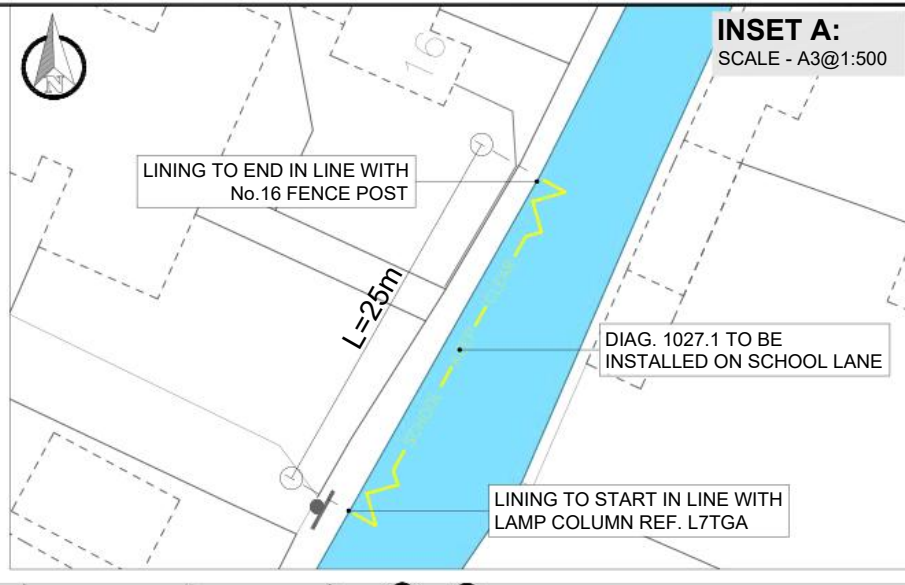 INSET A:
SCALE - A3@1:500
N
16
LINING TO END IN LINE WITH
No.16 FENCE POST
L=25m
SCHOOL KEEP CLEAR
DIAG. 1027.1 TO BE
INSTALLED ON SCHOOL LANE
LINING TO START IN LINE WITH
LAMP COLUMN REF. L7TGA